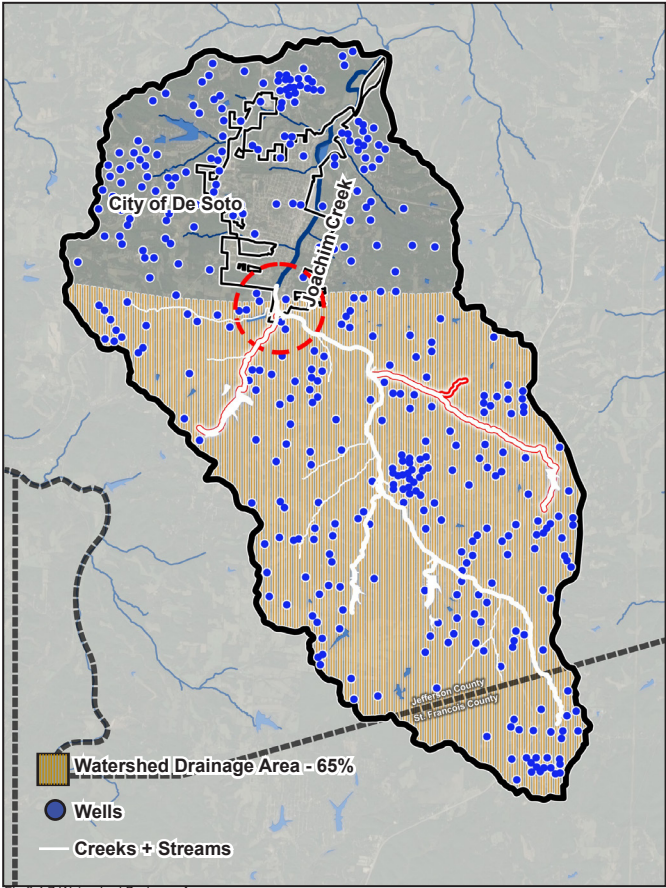 City of De Soto
Joachim Creek
Jefferson County
St. Francois County
Watershed Drainage Area - 65%
Wells
Creeks + Streams